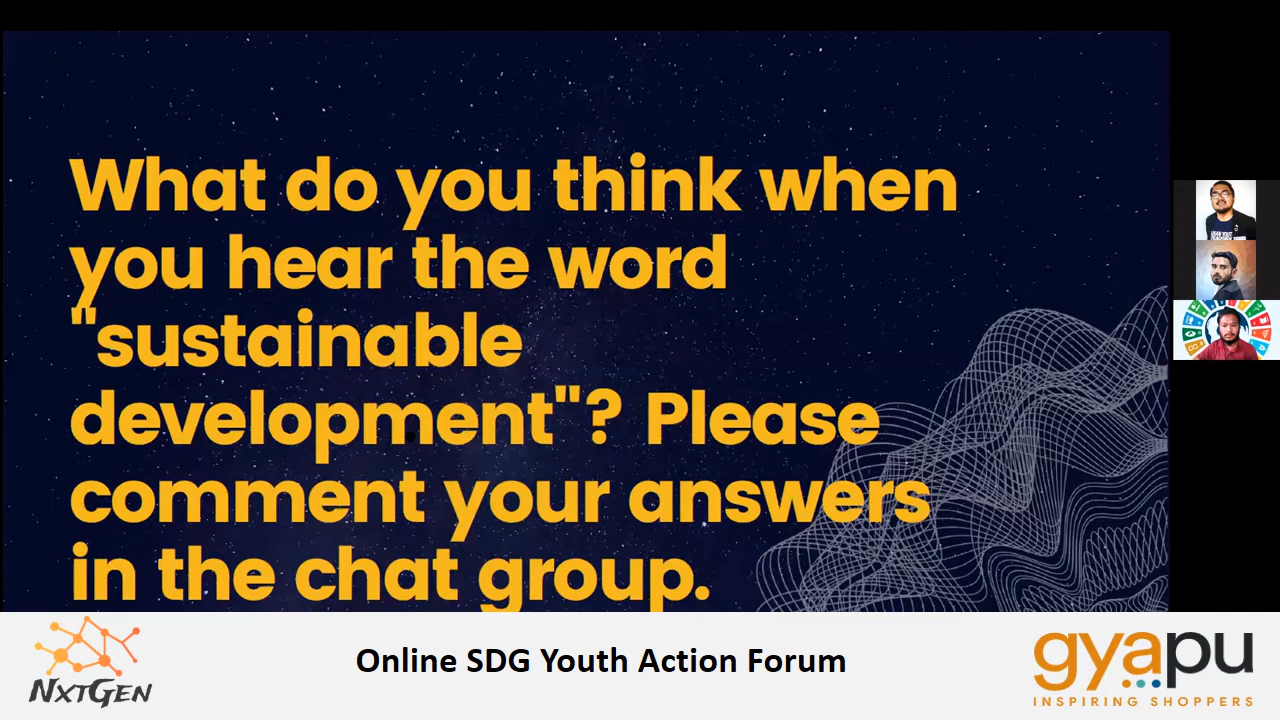 What do you think when
you hear the word
"sustainable
development"? Please
comment your answers
in the chat group.
NXTGEN
Online SDG Youth Action Forum
gyapu
INSPIRING SHOPPERS